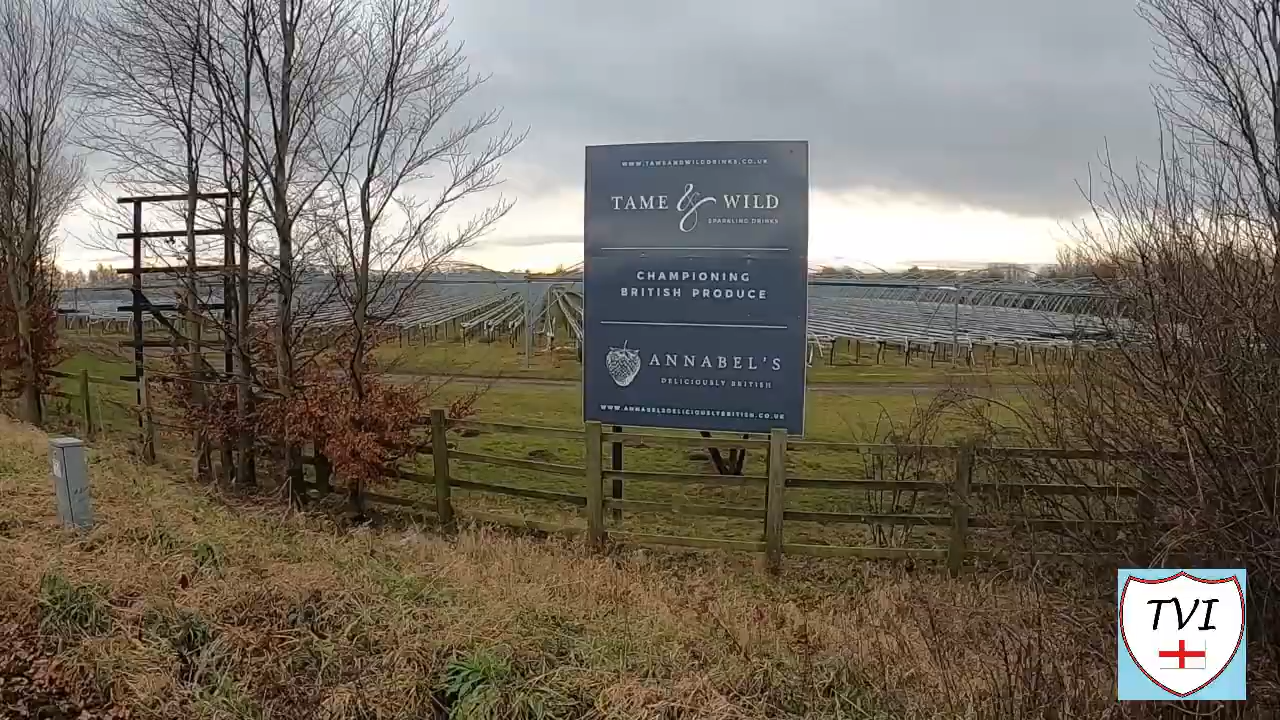 WWW.TAMEANDWILDDRINKS.CO.UK
TAME & WILD
SPARKLING DRINKS
CHAMPIONING
BRITISH PRODUCE
ANNABEL'S
DELICIOUSLY BRITISH
WWW.ANNABELSDELICIOUSLYBRITISH.CO.UK
TVI